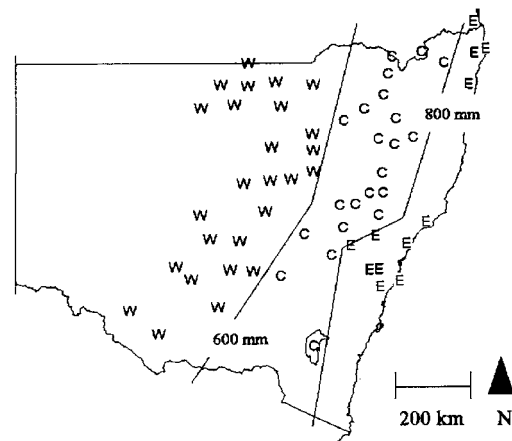 E
C E E
C C
W
W W W W C E
C
W W W C
C C 800 mm
W C C
W W C
W C
W W W C C
C C
W W C
C E
C E
W W E E
C
W W W C E E
W E E
W W
W 600 mm C
200 km N